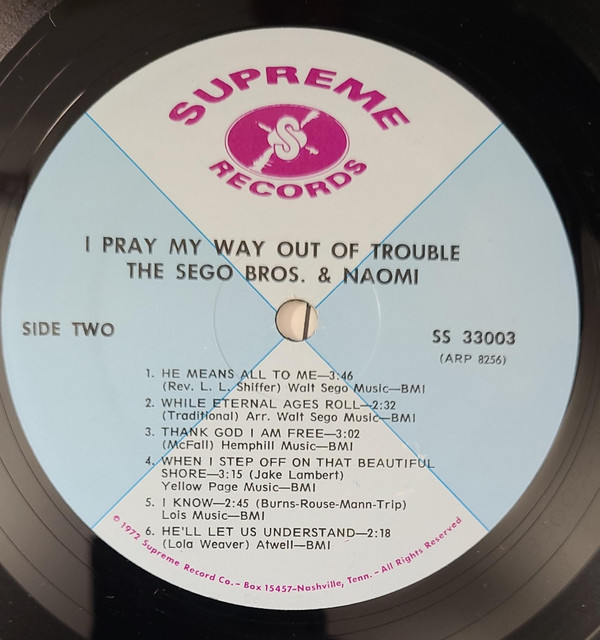 SUPREME
S
RECORDS
I PRAY MY WAY OUT OF TROUBLE
THE SEGO BROS. & NAOMI
SIDE TWO
SS 33003
(ARP 8256)
1. HE MEANS ALL TO ME—3:46
(Rev. L. L. Shiffer) Walt Sego Music—BMI
2. WHILE ETERNAL AGES ROLL—2:32
(Traditional) Arr. Walt Sego Music—BMI
3. THANK GOD I AM FREE—3:02
(McFall) Hemphill Music—BMI
4. WHEN I STEP OFF ON THAT BEAUTIFUL
SHORE—3:15 (Jake Lambert)
Yellow Page Music—BMI
5. I KNOW—2:45 (Burns-Rouse-Mann-Trip)
Lois Music—BMI
6. HE'LL LET US UNDERSTAND—2:18
(Lola Weaver) Atwell—BMI
© 1972 Supreme Record Co. – Box 15457–Nashville, Tenn. – All Rights Reserved